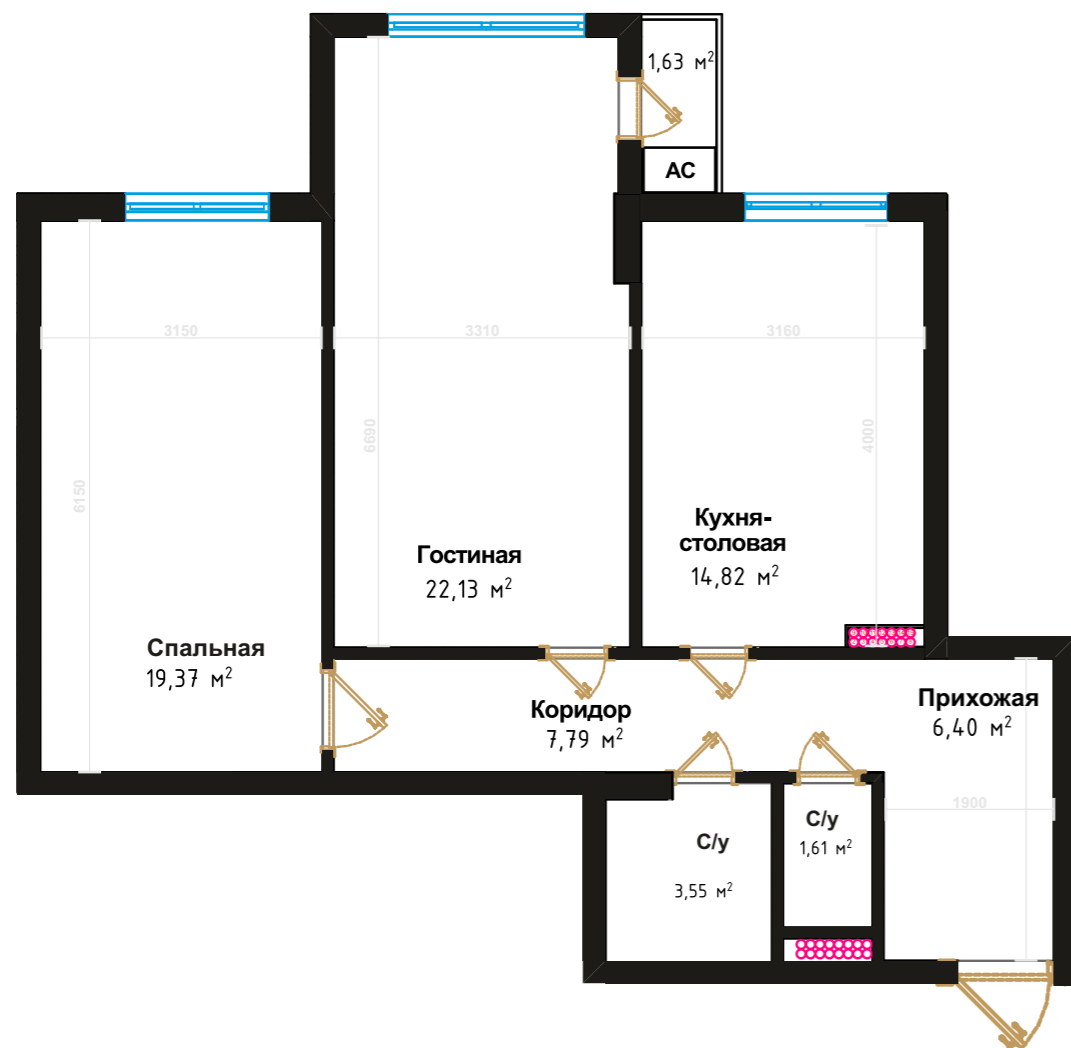 1,63 м²
АС
3150
3310
3160
6690
4000
6150
Кухня-
столовая
14,82 м²
Гостиная
22,13 м²
Спальная
19,37 м²
Прихожая
6,40 м²
Коридор
7,79 м²
1900
С/у
1,61 м²
С/у
3,55 м²